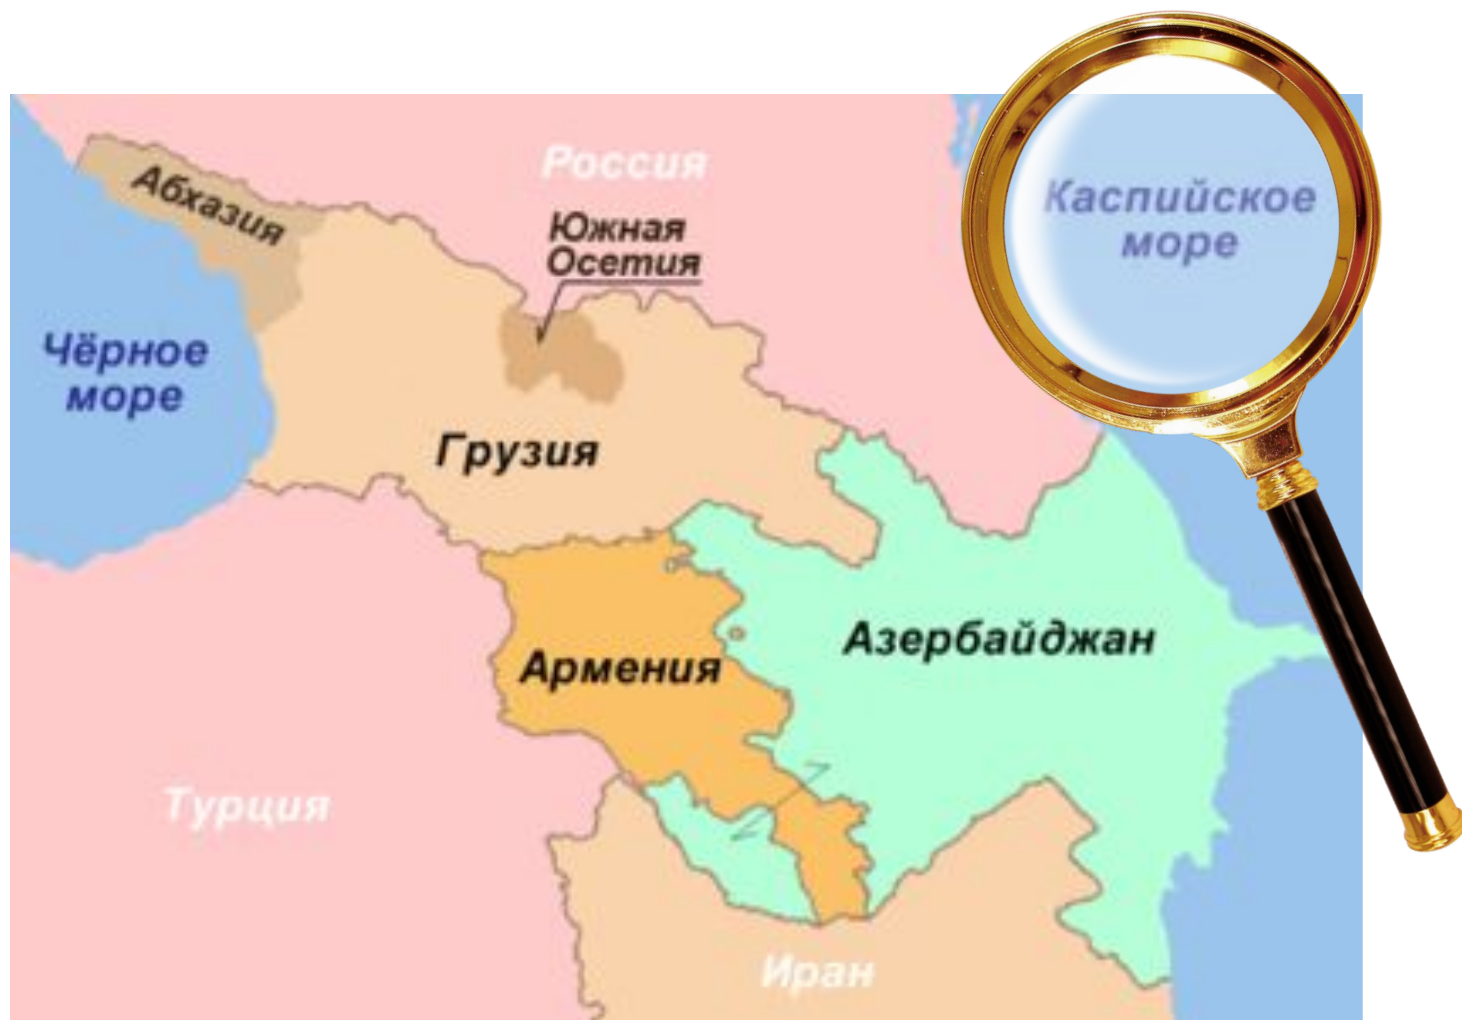 Россия
Каспийское
море
Абхазия
Южная
Осетия
Чёрное
море
Грузия
Азербайджан
Армения
Турция
Иран